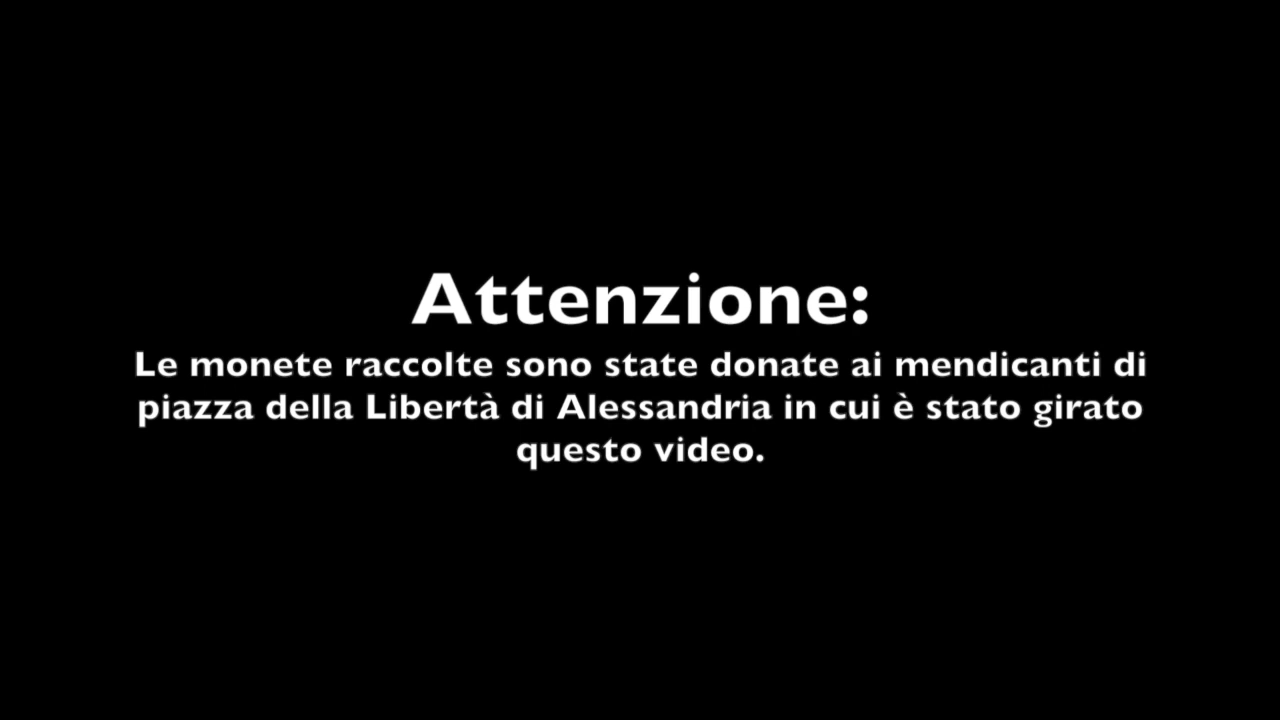 Attenzione:
Le monete raccolte sono state donate ai mendicanti di
piazza della Libertà di Alessandria in cui è stato girato
questo video.